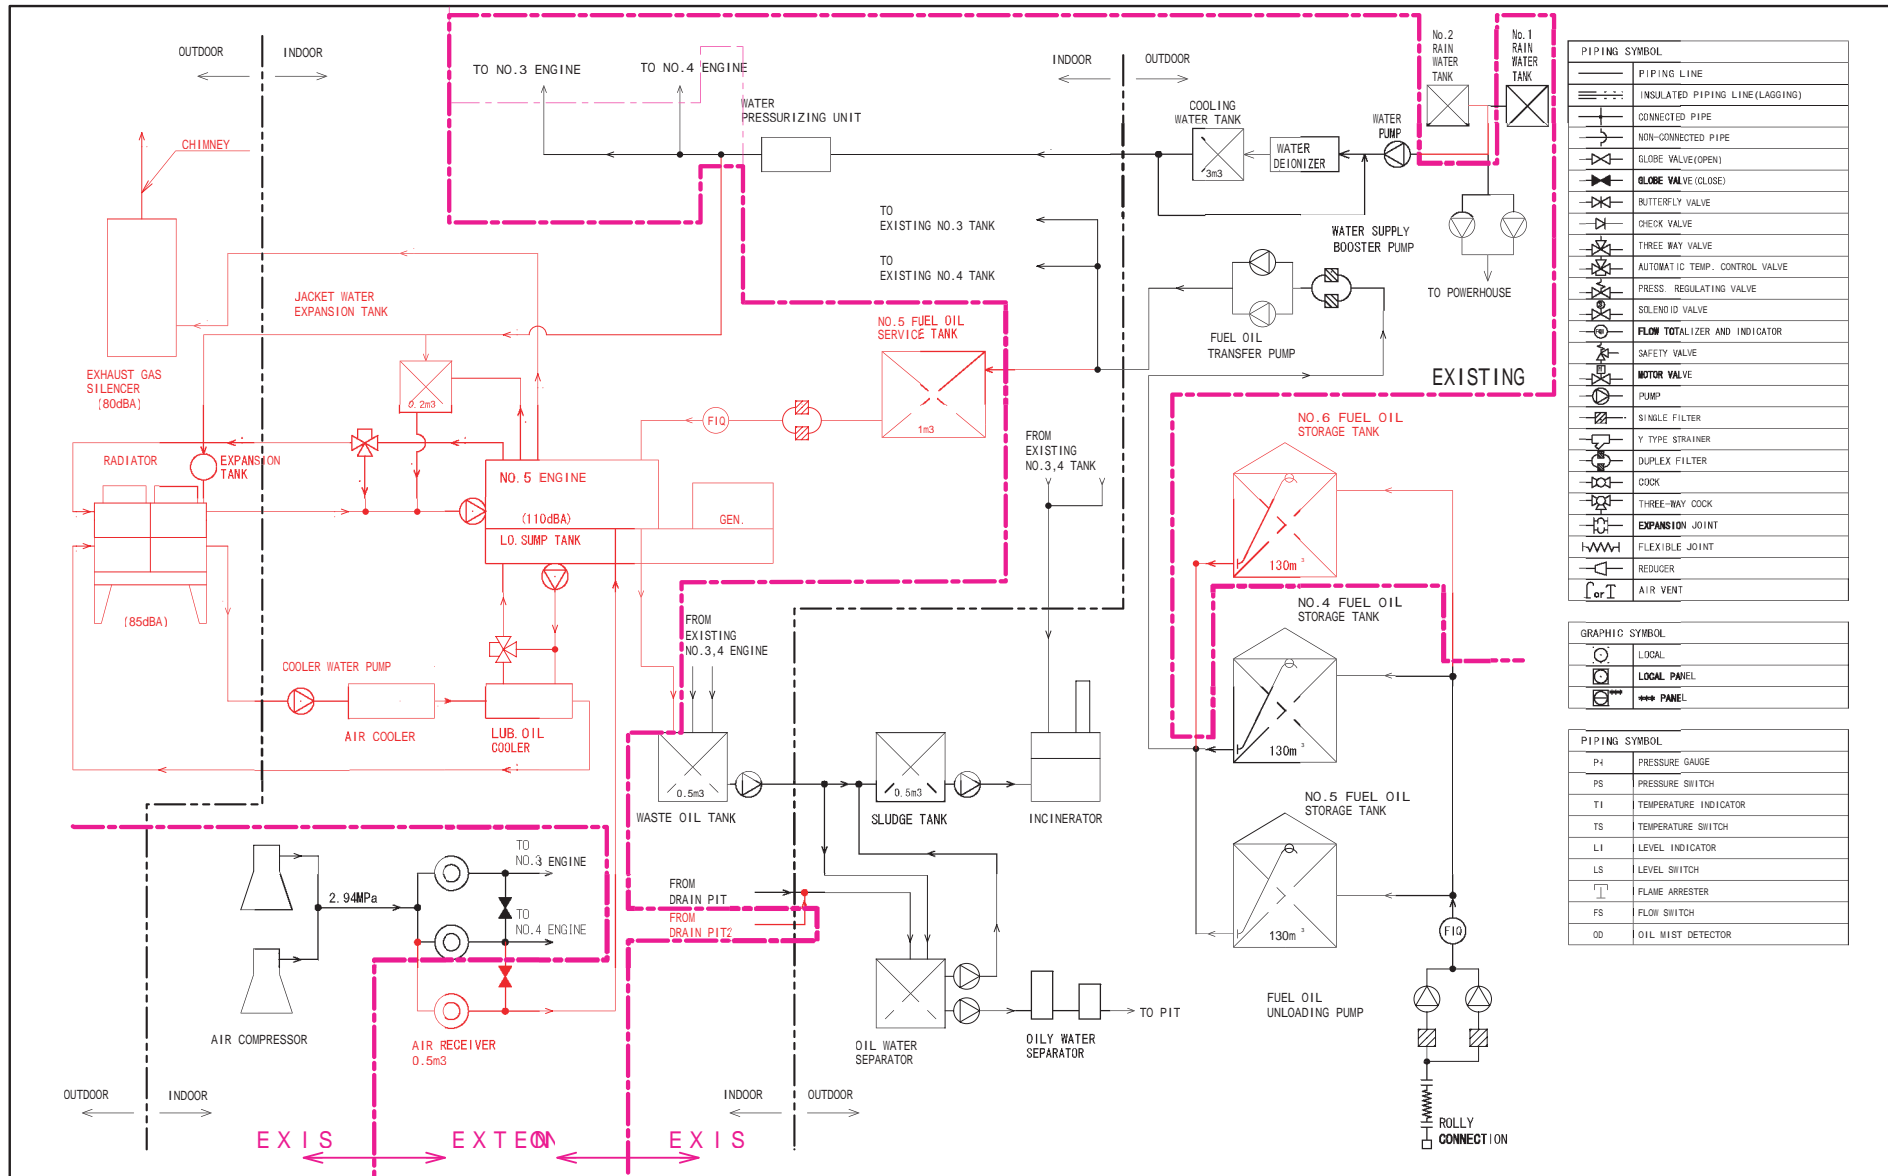 OUTDOOR
INDOOR
TO NO.3 ENGINE
TO NO.4 ENGINE
WATER
PRESSURIZING UNIT
INDOOR
OUTDOOR
COOLING
WATER TANK
3m3
WATER
DEIONIZER
WATER
PUMP
No.2
RAIN
WATER
TANK
No.1
RAIN
WATER
TANK
CHIMNEY
TO
EXISTING NO.3 TANK
TO
EXISTING NO.4 TANK
WATER SUPPLY
BOOSTER PUMP
TO POWERHOUSE
JACKET WATER
EXPANSION TANK
NO.5 FUEL OIL
SERVICE TANK
1m3
FUEL OIL
TRANSFER PUMP
EXISTING
EXHAUST GAS
SILENCER
(80dBA)
0.2m3
FIQ
RADIATOR
EXPANSION
TANK
NO.5 ENGINE
(110dBA)
GEN.
LO.SUMP TANK
FROM
EXISTING
NO.3,4 TANK
NO.6 FUEL OIL
STORAGE TANK
130m3
(85dBA)
COOLER WATER PUMP
AIR COOLER
LUB.OIL
COOLER
FROM
EXISTING
NO.3,4 ENGINE
NO.4 FUEL OIL
STORAGE TANK
130m3
0.5m3
WASTE OIL TANK
0.5m3
SLUDGE TANK
INCINERATOR
NO.5 FUEL OIL
STORAGE TANK
130m3
2.94MPa
TO
NO.3 ENGINE
TO
NO.4 ENGINE
FROM
DRAIN PIT
FROM
DRAIN PIT2
FIQ
AIR COMPRESSOR
AIR RECEIVER
0.5m3
OIL WATER
SEPARATOR
OILY WATER
SEPARATOR
TO PIT
FUEL OIL
UNLOADING PUMP
ROLLY
CONNECTION
OUTDOOR
INDOOR
INDOOR
OUTDOOR
EXIS
EXIS
PIPING SYMBOL
PIPING LINE
INSULATED PIPING LINE(LAGGING)
CONNECTED PIPE
NON-CONNECTED PIPE
GLOBE VALVE(OPEN)
GLOBE VALVE(CLOSE)
BUTTERFLY VALVE
CHECK VALVE
THREE WAY VALVE
AUTOMATIC TEMP. CONTROL VALVE
PRESS. REGULATING VALVE
SOLENOID VALVE
FLOW TOTALIZER AND INDICATOR
SAFETY VALVE
MOTOR VALVE
PUMP
SINGLE FILTER
Y TYPE STRAINER
DUPLEX FILTER
COCK
THREE-WAY COCK
EXPANSION JOINT
FLEXIBLE JOINT
REDUCER
or AIR VENT
GRAPHIC SYMBOL
LOCAL
LOCAL PANEL
*** *** PANEL
PIPING SYMBOL
PRESSURE GAUGE
PS PRESSURE SWITCH
TI TEMPERATURE INDICATOR
TS TEMPERATURE SWITCH
LI LEVEL INDICATOR
LS LEVEL SWITCH
FLAME ARRESTER
FS FLOW SWITCH
OD OIL MIST DETECTOR